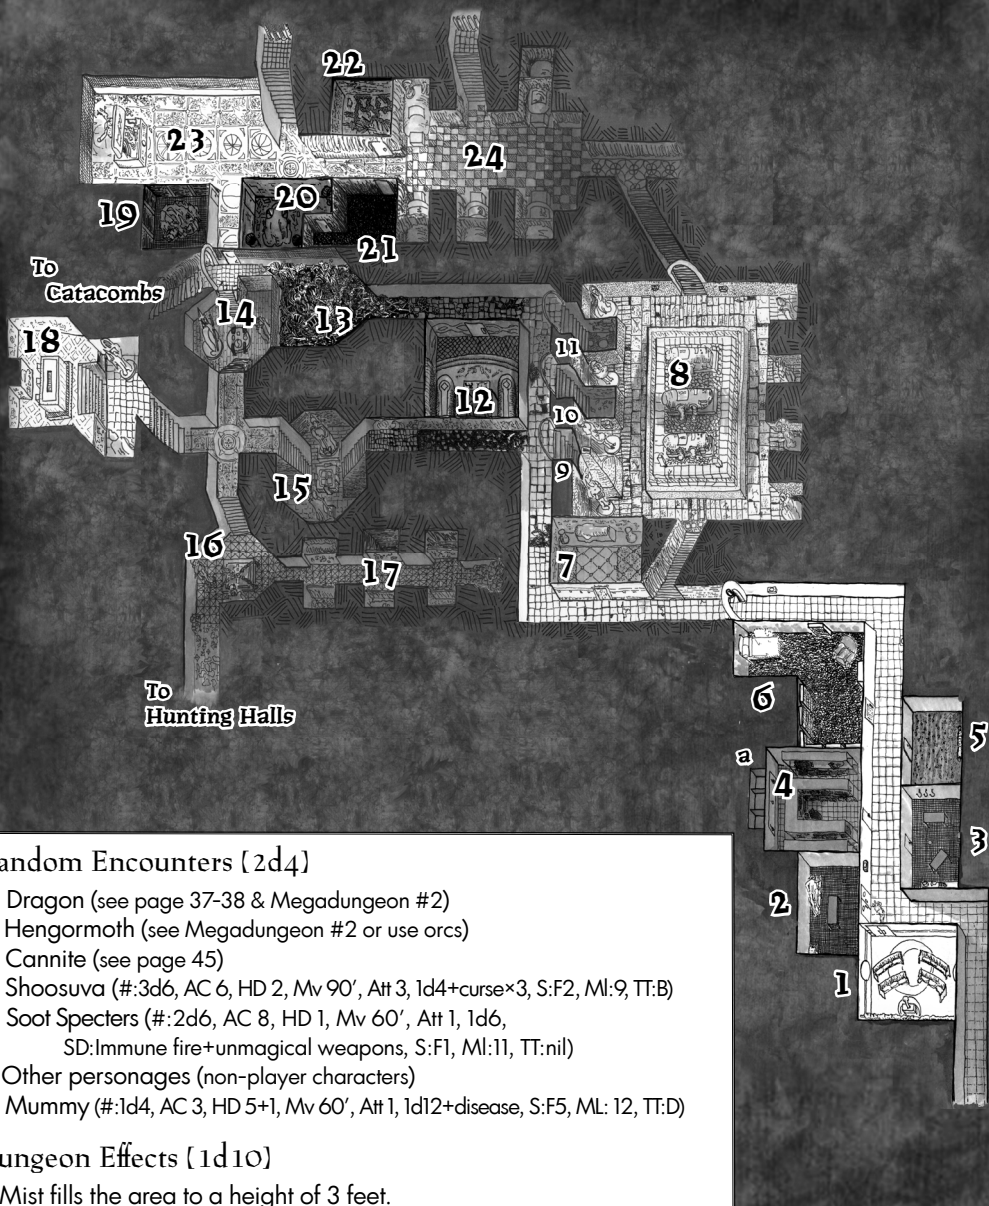 22
23
24
19
20
21
To
Catacombs
14
13
18
11
8
12
10
9
15
16
17
7
To
Hunting Halls
6
5
a
4
3
2
1
andom Encounters [2d4]
Dragon (see page 37-38 & Megadungeon #2)
Hengormoth (see Megadungeon #2 or use orcs)
Cannite (see page 45)
Shoosuva (#:3d6, AC 6, HD 2, Mv 90′, Att 3, 1d4+curse×3, S:F2, Ml:9, TT:B)
Soot Specters (#:2d6, AC 8, HD 1, Mv 60′, Att 1, 1d6,
SD:Immune fire+unmagical weapons, S:F1, Ml:11, TT:nil)
Other personages (non-player characters)
Mummy (#:1d4, AC 3, HD 5+1, Mv 60′, Att 1, 1d12+disease, S:F5, ML: 12, TT:D)
ungeon Effects [1d10]
Mist fills the area to a height of 3 feet.